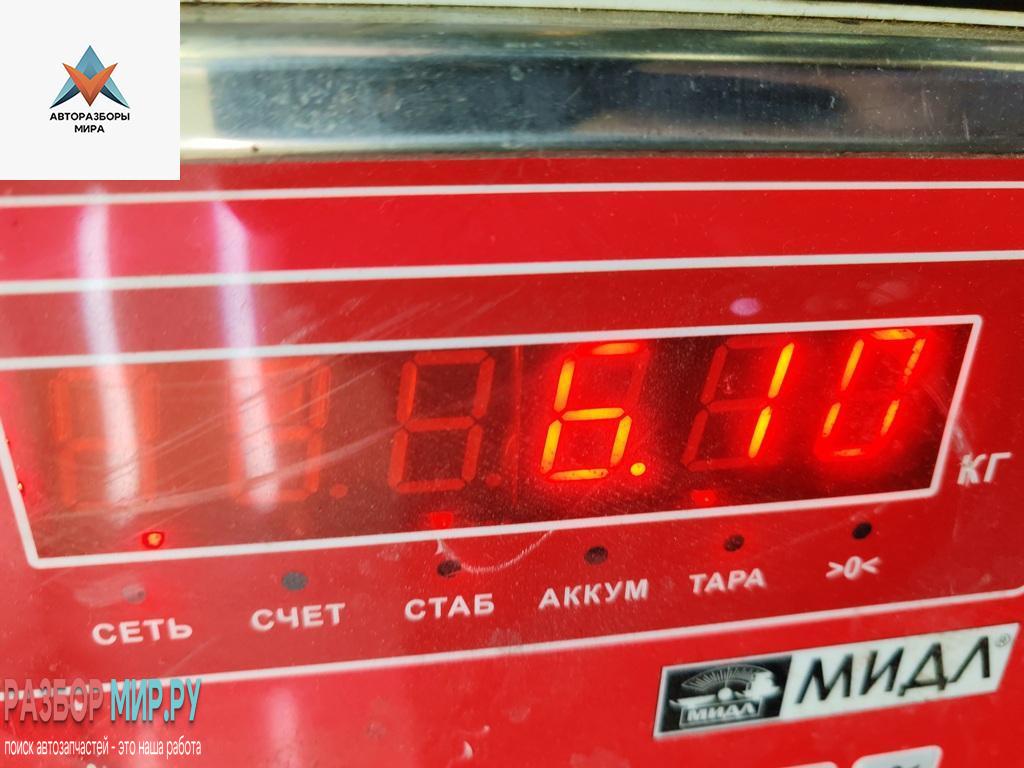 АВТОРАЗБОРЫ
МИРА
6.10
КГ
СЕТЬ СЧЕТ СТАБ АККУМ ТАРА >0<
МИДЛ МИДЛ®
РАЗБОР МИР.РУ
поиск автозапчастей - это наша работа